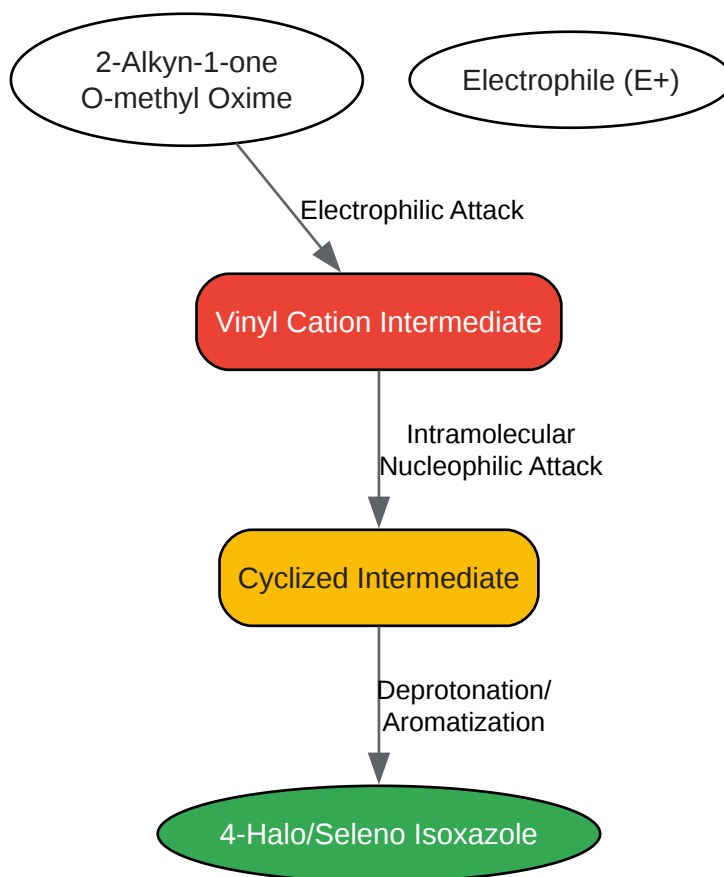 2-Alkyn-1-one
O-methyl Oxime
Electrophile (E+)
Electrophilic Attack
Vinyl Cation Intermediate
Intramolecular
Nucleophilic Attack
Cyclized Intermediate
Deprotonation/
Aromatization
4-Halo/Seleno Isoxazole